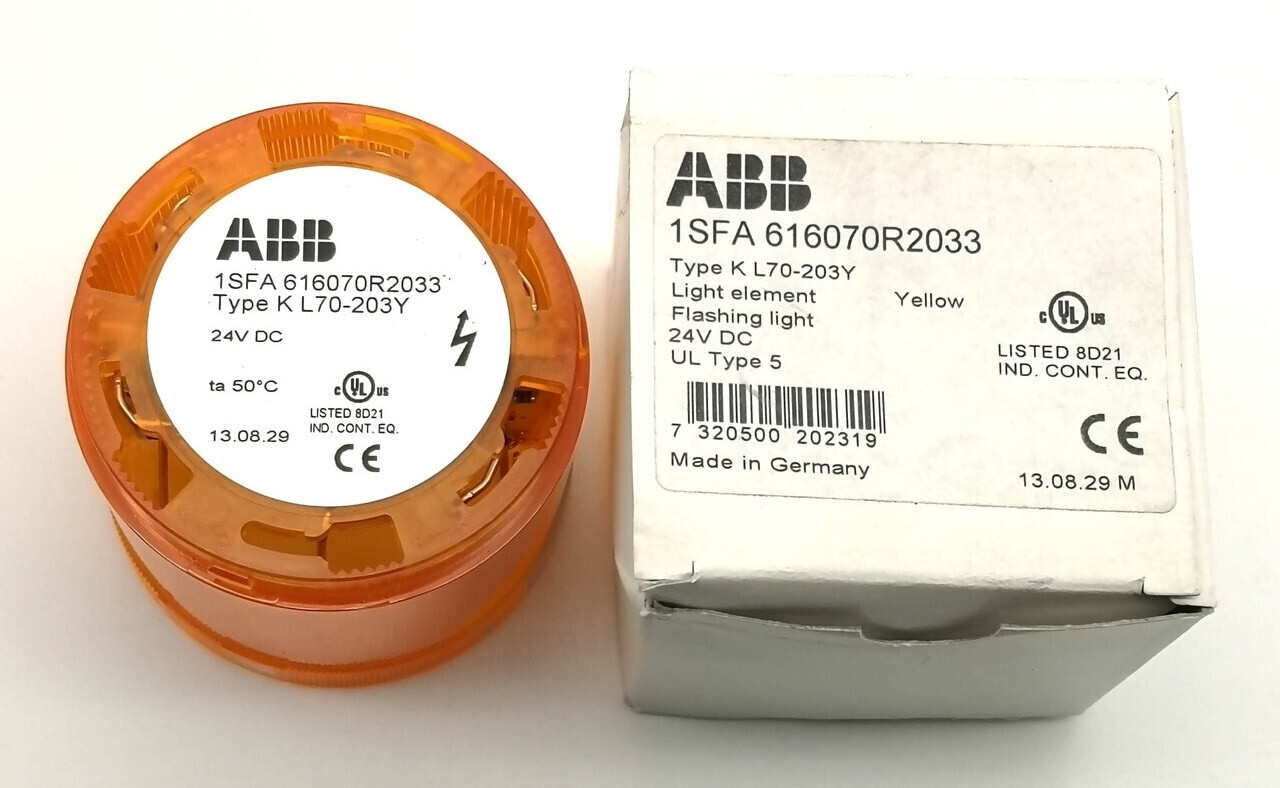 ABB
1SFA 616070R2033
Type K L70-203Y
24V DC
ta 50°C
c UL US
LISTED 8D21
IND. CONT. EQ.
13.08.29
CE
ABB
1SFA 616070R2033
Type K L70-203Y
Light element Yellow
Flashing light
24V DC
UL Type 5
c UL US
LISTED 8D21
IND. CONT. EQ.
7 320500 202319
CE
Made in Germany
13.08.29 M